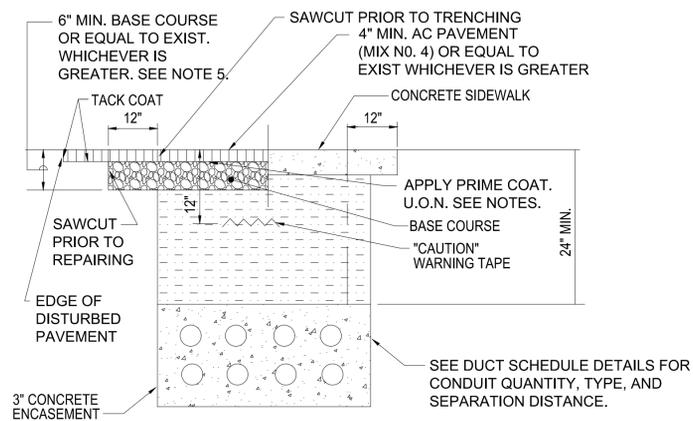 6" MIN. BASE COURSE
OR EQUAL TO EXIST.
WHICHEVER IS
GREATER. SEE NOTE 5.
SAWCUT PRIOR TO TRENCHING
4" MIN. AC PAVEMENT
(MIX N0. 4) OR EQUAL TO
EXIST WHICHEVER IS GREATER
TACK COAT
CONCRETE SIDEWALK
12"
12"
APPLY PRIME COAT.
U.O.N. SEE NOTES.
12"
BASE COURSE
"CAUTION"
WARNING TAPE
24" MIN.
SAWCUT
PRIOR TO
REPAIRING
EDGE OF
DISTURBED
PAVEMENT
SEE DUCT SCHEDULE DETAILS FOR
CONDUIT QUANTITY, TYPE, AND
SEPARATION DISTANCE.
3" CONCRETE
ENCASEMENT